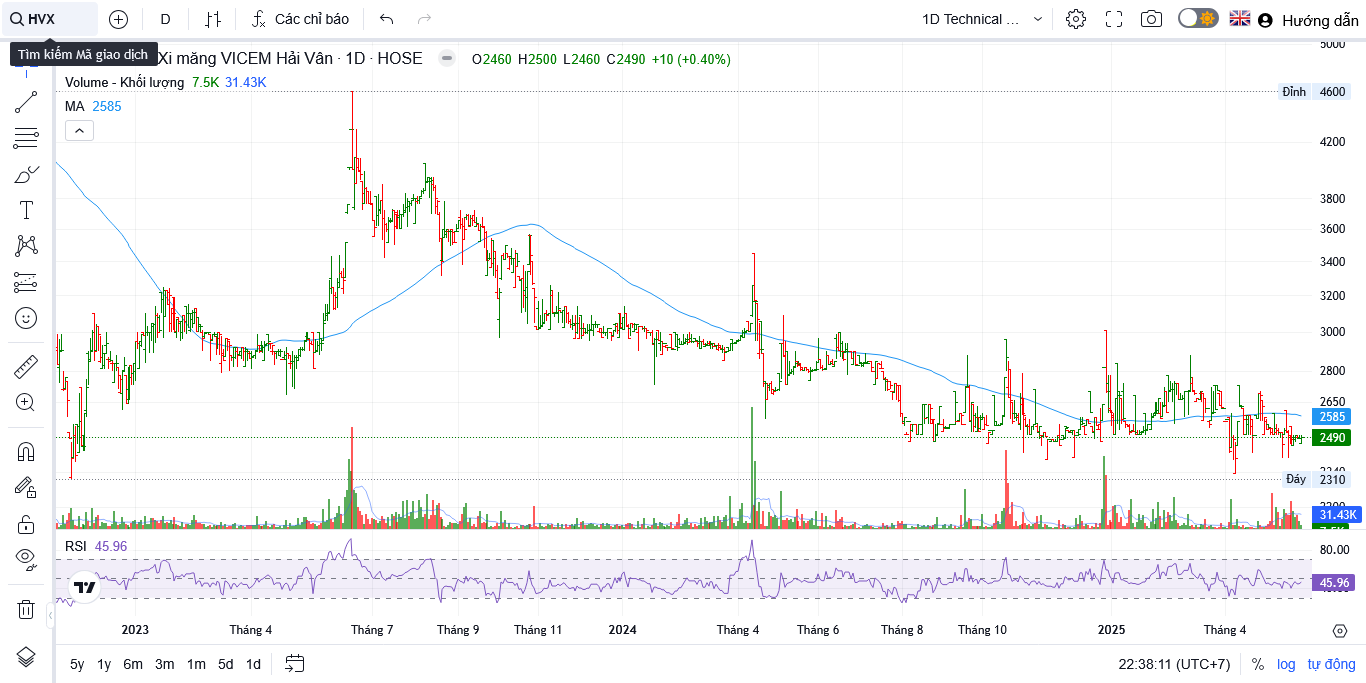 HVX
D
Các chỉ báo
1D Technical ...
Hướng dẫn
Tìm kiếm Mã giao dịch
Xi măng VICEM Hải Vân · 1D · HOSE
O2460 H2500 L2460 C2490 +10 (+0.40%)
Volume - Khối lượng 7.5K 31.43K
MA 2585
5000
Đỉnh 4600
4200
3800
3600
3400
3200
3000
2800
2650
2585
2490
2340
Đáy 2310
2200
31.43K
RSI 45.96
80.00
45.96
2023
Tháng 4
Tháng 7
Tháng 9
Tháng 11
2024
Tháng 4
Tháng 6
Tháng 8
Tháng 10
2025
Tháng 4
5y 1y 6m 3m 1m 5d 1d
22:38:11 (UTC+7) % log tự động